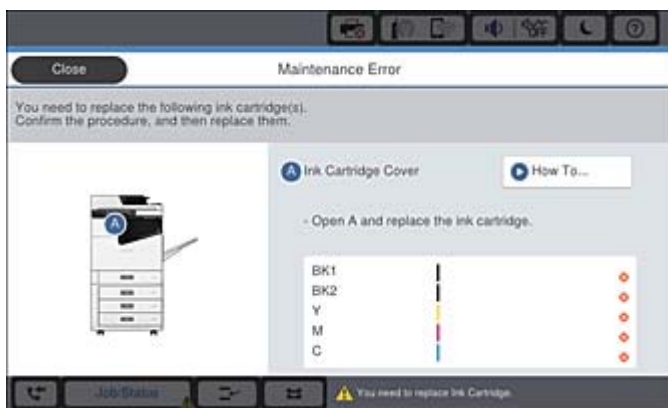 Close
Maintenance Error
You need to replace the following ink cartridge(s).
Confirm the procedure, and then replace them.
A Ink Cartridge Cover
How To...
A
- Open A and replace the ink cartridge.
BK1
BK2
Y
M
C
Job/Status
You need to replace Ink Cartridge.